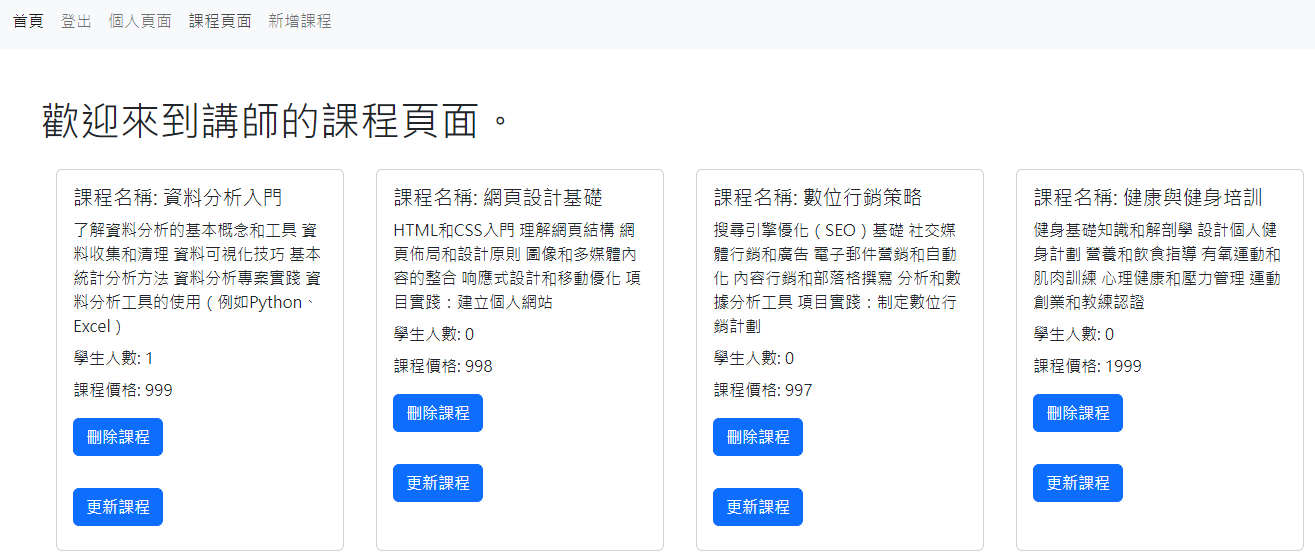 首頁 登出 個人頁面 課程頁面 新增課程
歡迎來到講師的課程頁面。
課程名稱: 資料分析入門
了解資料分析的基本概念和工具 資
料收集和清理 資料可視化技巧 基本
統計分析方法 資料分析專案實踐 資
料分析工具的使用（例如Python、
Excel）
學生人數: 1
課程價格: 999
刪除課程
更新課程
課程名稱: 網頁設計基礎
HTML和CSS入門 理解網頁結構 網
頁佈局和設計原則 圖像和多媒體內
容的整合 响應式設計和移動優化 項
目實踐：建立個人網站
學生人數: 0
課程價格: 998
刪除課程
更新課程
課程名稱: 數位行銷策略
搜尋引擎優化（SEO）基礎 社交媒
體行銷和廣告 電子郵件營銷和自動
化 內容行銷和部落格撰寫 分析和數
據分析工具 項目實踐：制定數位行
銷計劃
學生人數: 0
課程價格: 997
刪除課程
更新課程
課程名稱: 健康與健身培訓
健身基礎知識和解剖學 設計個人健
身計劃 營養和飲食指導 有氧運動和
肌肉訓練 心理健康和壓力管理 運動
創業和教練認證
學生人數: 0
課程價格: 1999
刪除課程
更新課程